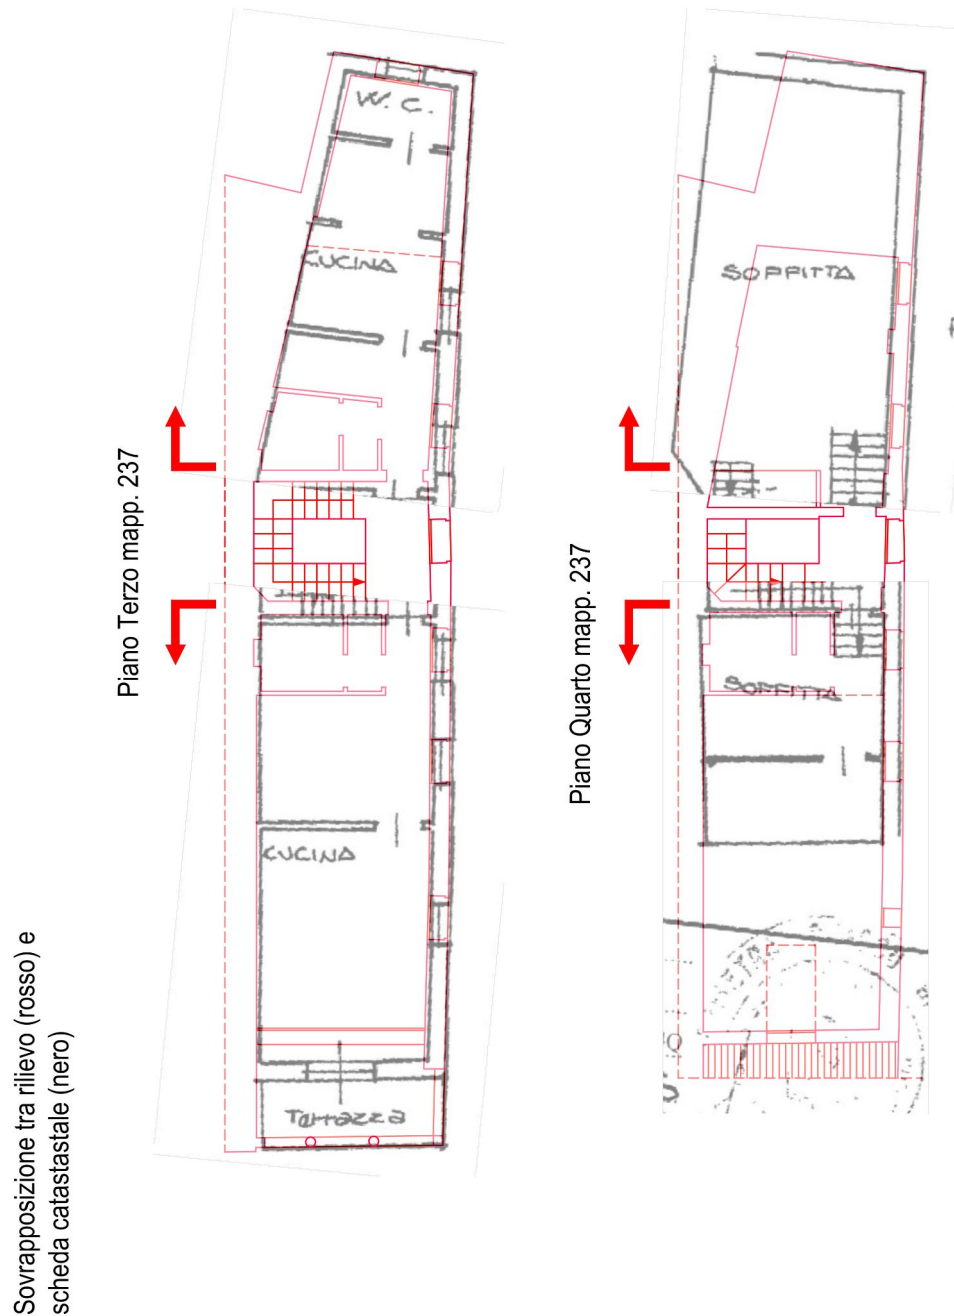 W.C.
CUCINA
Piano Terzo mapp. 237
CUCINA
Terrazza
SOFFITTA
Piano Quarto mapp. 237
SOFFITTA
Sovrapposizione tra rilievo (rosso) e
scheda catastastale (nero)